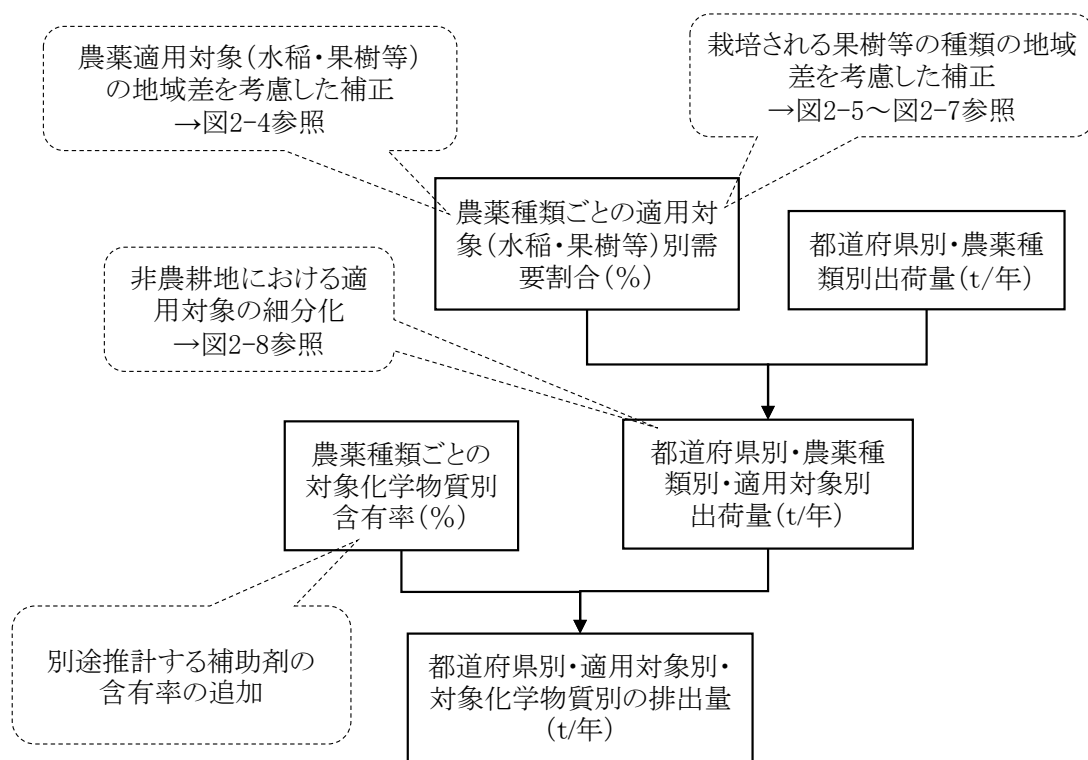 農薬適用対象(水稲・果樹等)
の地域差を考慮した補正
→図2-4参照
栽培される果樹等の種類の地域
差を考慮した補正
→図2-5～図2-7参照
農薬種類ごとの適用対
象(水稲・果樹等)別需
要割合(%)
都道府県別・農薬種
類別出荷量(t/年)
非農耕地における適
用対象の細分化
→図2-8参照
農薬種類ごとの
対象化学物質別
含有率(%)
都道府県別・農薬種
類別・適用対象別
出荷量(t/年)
別途推計する補助剤の
含有率の追加
都道府県別・適用対象別・
対象化学物質別の排出量
(t/年)